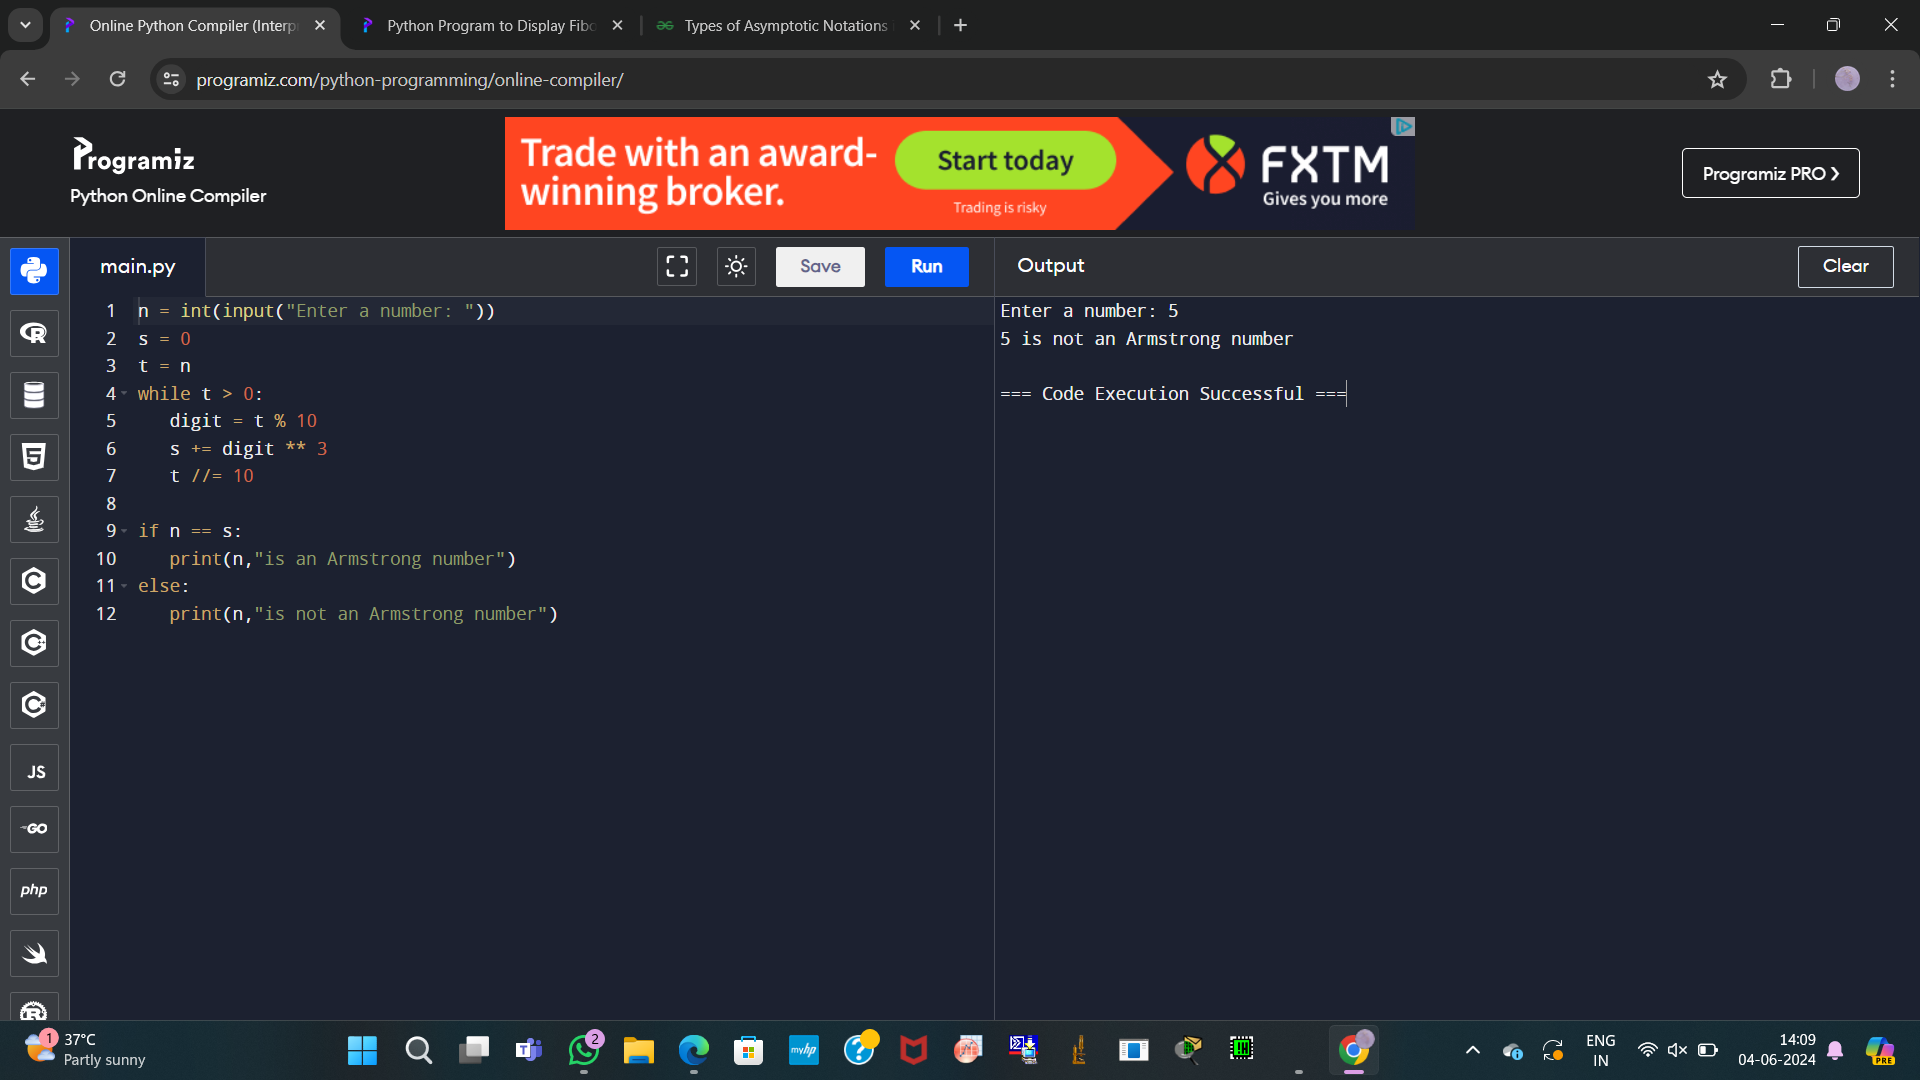 Online Python Compiler (Interp
Python Program to Display Fib
Types of Asymptotic Notations
programiz.com/python-programming/online-compiler/
Programiz
Python Online Compiler
Trade with an award-
winning broker.
Start today
Trading is risky
FXTM
Gives you more
Programiz PRO ❯
main.py
Save
Run
Output
Clear
1 n = int(input("Enter a number: "))
2 s = 0
3 t = n
4 while t > 0:
5 digit = t % 10
6 s += digit ** 3
7 t //= 10
8
9 if n == s:
10 print(n,"is an Armstrong number")
11 else:
12 print(n,"is not an Armstrong number")
Enter a number: 5
5 is not an Armstrong number
=== Code Execution Successful ===
JS
GO
php
1
37°C
Partly sunny
2
myhp
ENG
IN
14:09
04-06-2024
PRE